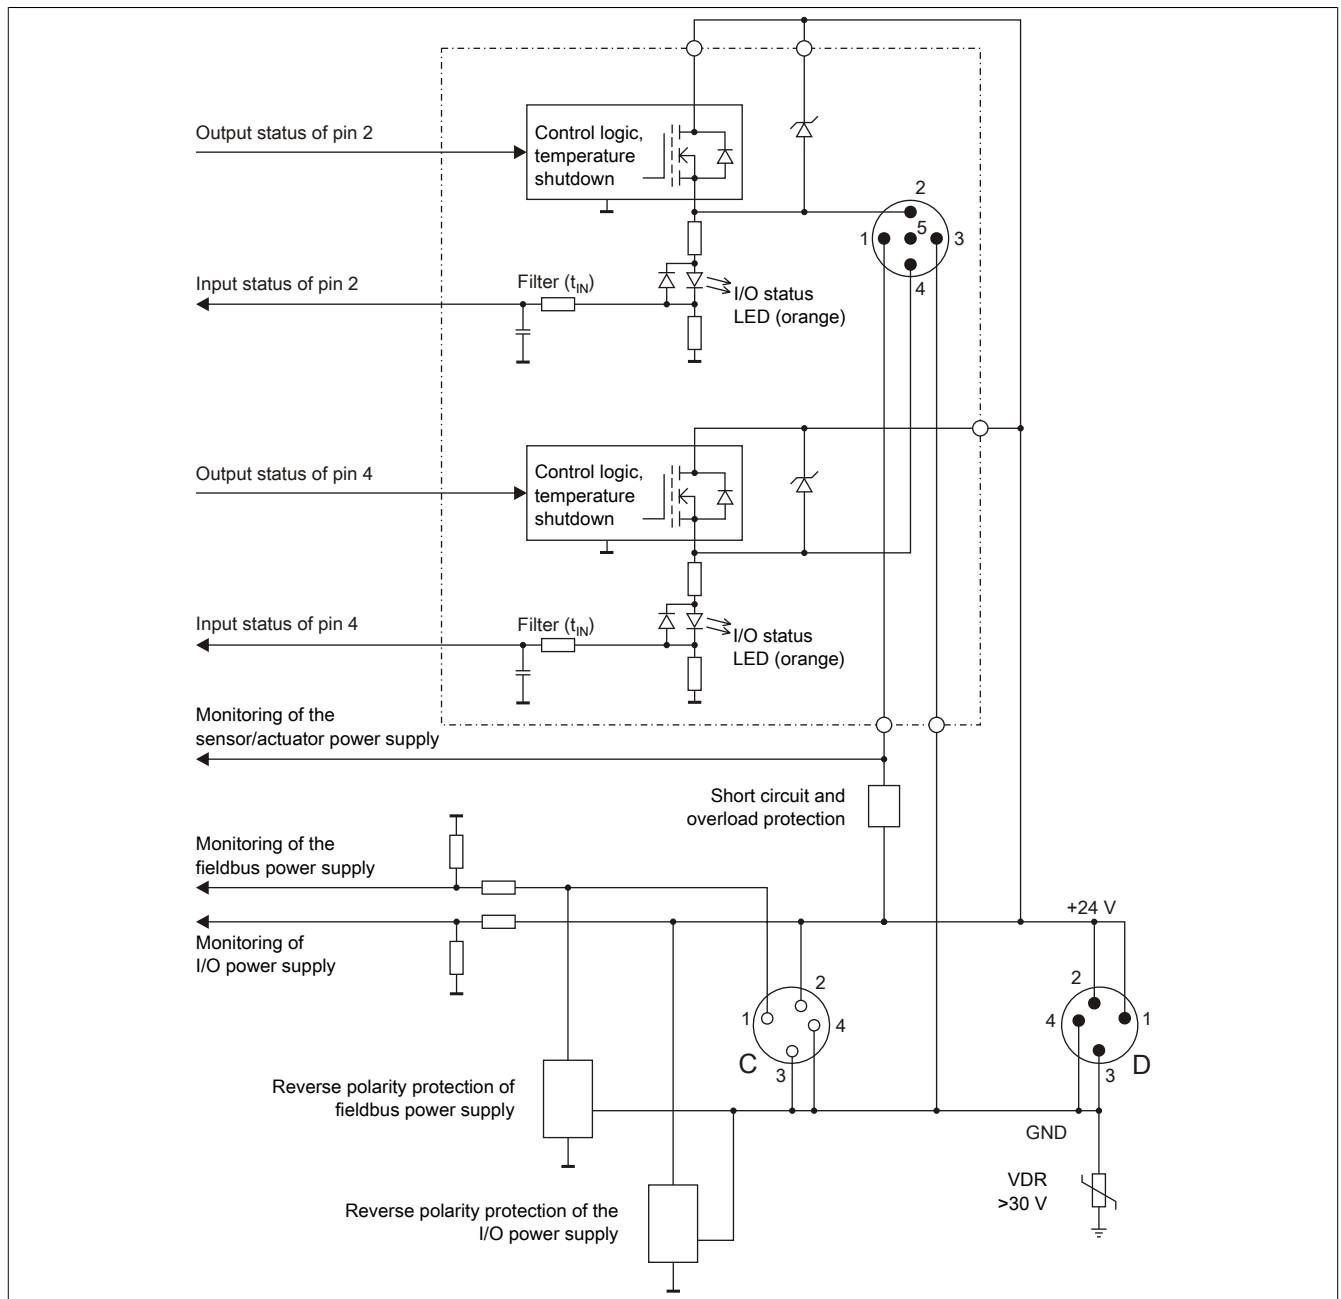 Output status of pin 2
Control logic,
temperature
shutdown
2
1
5
3
4
Input status of pin 2
Filter (tIN)
I/O status
LED (orange)
Output status of pin 4
Control logic,
temperature
shutdown
Input status of pin 4
Filter (tIN)
I/O status
LED (orange)
Monitoring of the
sensor/actuator power supply
Short circuit and
overload protection
Monitoring of the
fieldbus power supply
+24 V
Monitoring of
I/O power supply
2
1
4
C
3
2
4
1
D
3
Reverse polarity protection of
fieldbus power supply
GND
VDR
>30 V
Reverse polarity protection of the
I/O power supply